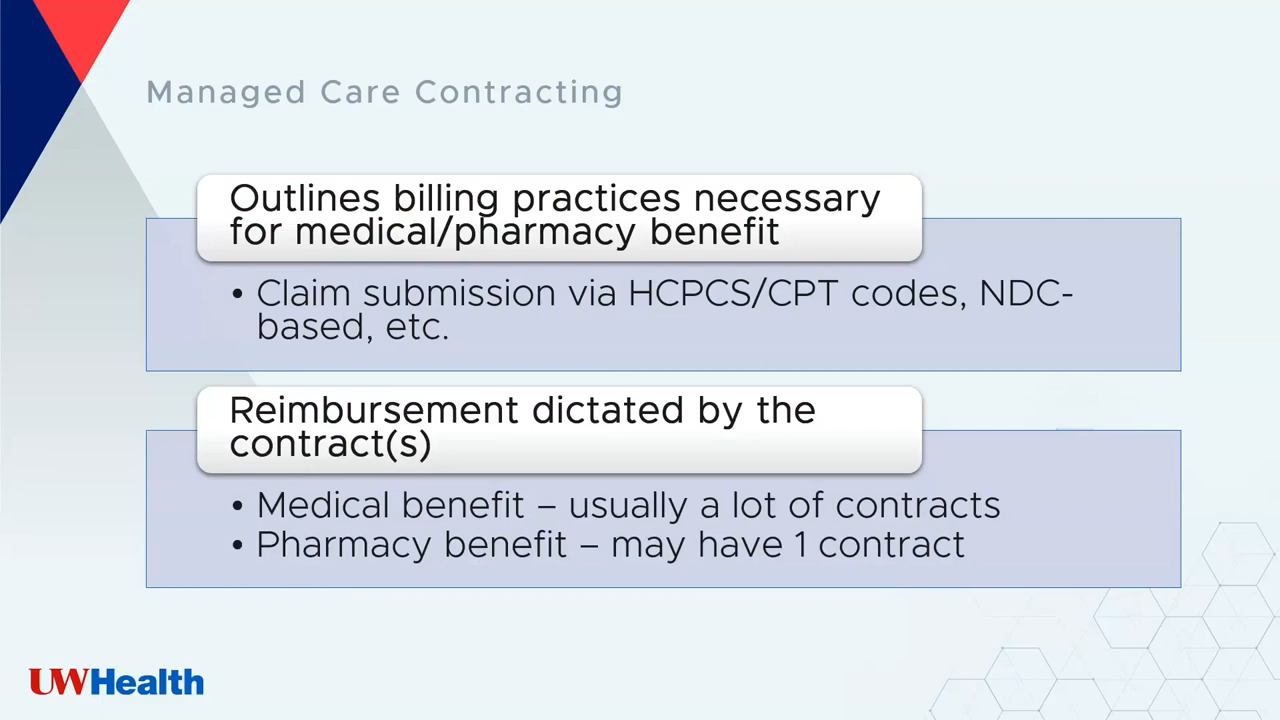 Managed Care Contracting
Outlines billing practices necessary
for medical/pharmacy benefit
• Claim submission via HCPCS/CPT codes, NDC-
based, etc.
Reimbursement dictated by the
contract(s)
• Medical benefit – usually a lot of contracts
• Pharmacy benefit – may have 1 contract
UWHealth